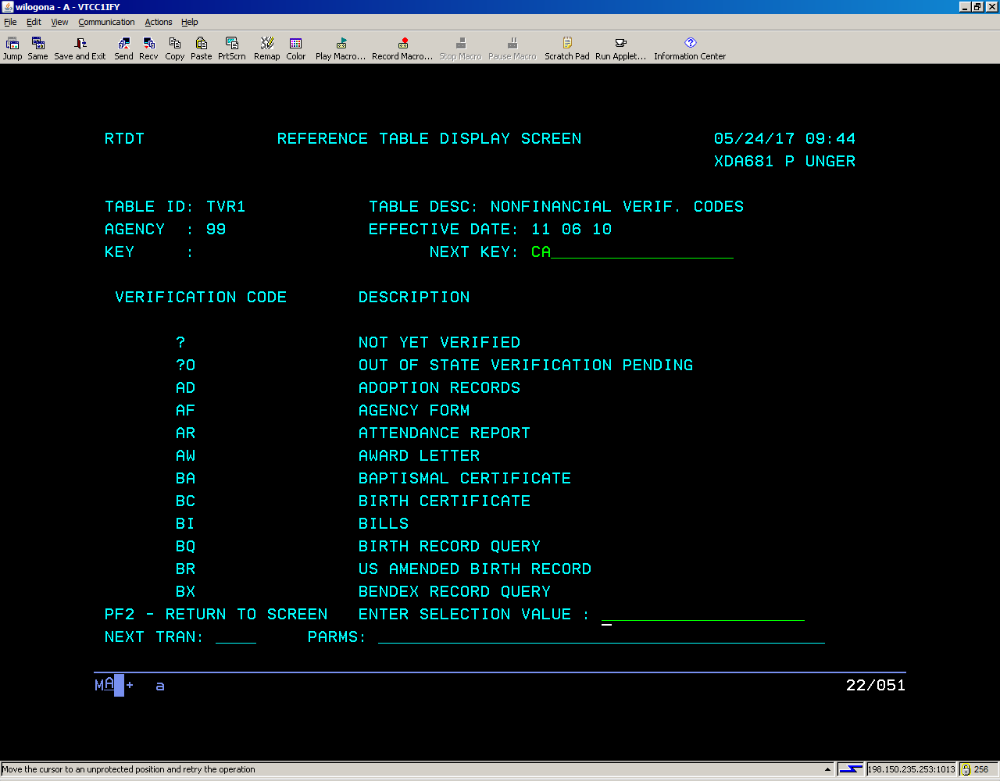 wilogona - A - VTCC1IFY
File Edit View Communication Actions Help
Jump Same Save and Exit Send Recv Copy Paste PrtScrn Remap Color Play Macro... Record Macro... Stop Macro Pause Macro Scratch Pad Run Applet... Information Center
RTDT REFERENCE TABLE DISPLAY SCREEN 05/24/17 09:44
XDA681 P UNGER
TABLE ID: TVR1 TABLE DESC: NONFINANCIAL VERIF. CODES
AGENCY : 99 EFFECTIVE DATE: 11 06 10
KEY : NEXT KEY: CA__________________
VERIFICATION CODE DESCRIPTION
? NOT YET VERIFIED
?O OUT OF STATE VERIFICATION PENDING
AD ADOPTION RECORDS
AF AGENCY FORM
AR ATTENDANCE REPORT
AW AWARD LETTER
BA BAPTISMAL CERTIFICATE
BC BIRTH CERTIFICATE
BI BILLS
BQ BIRTH RECORD QUERY
BR US AMENDED BIRTH RECORD
BX BENDEX RECORD QUERY
PF2 - RETURN TO SCREEN ENTER SELECTION VALUE : ____________________
NEXT TRAN: ____ PARMS: ____________________________________________
MA + a 22/051
Move the cursor to an unprotected position and retry the operation 198.150.235.253:1013 256